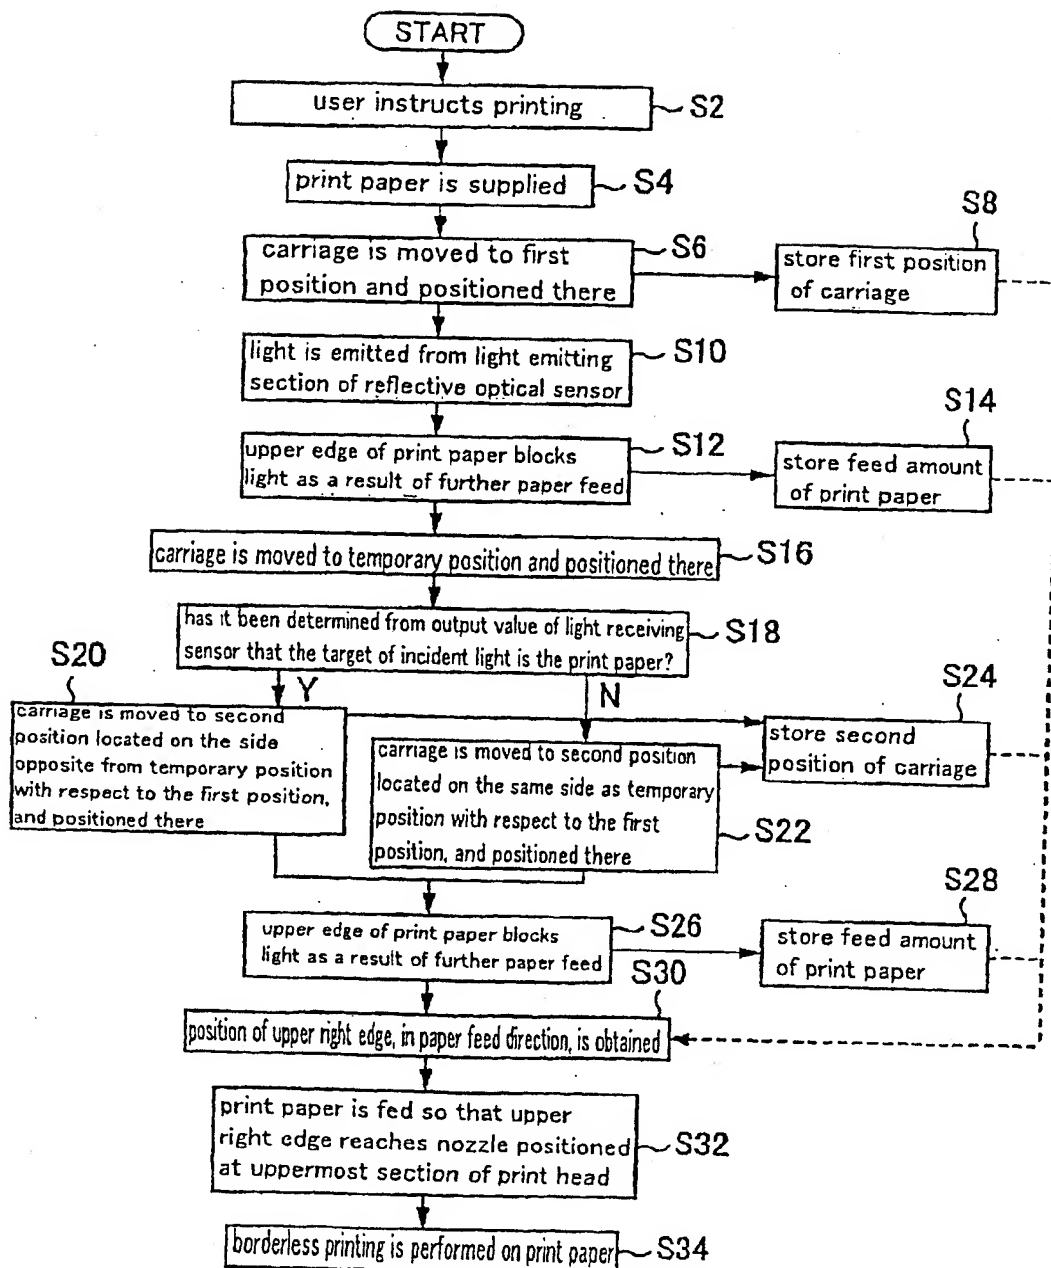 START
user instructs printing
S2
print paper is supplied
S4
carriage is moved to first
position and positioned there
S6
store first position
of carriage
S8
light is emitted from light emitting
section of reflective optical sensor
S10
upper edge of print paper blocks
light as a result of further paper feed
S12
store feed amount
of print paper
S14
carriage is moved to temporary position and positioned there
S16
has it been determined from output value of light receiving
sensor that the target of incident light is the print paper?
S18
Y
N
S20
carriage is moved to second
position located on the side
opposite from temporary position
with respect to the first position,
and positioned there
carriage is moved to second position
located on the same side as temporary
position with respect to the first
position, and positioned there
S22
S24
store second
position of carriage
upper edge of print paper blocks
light as a result of further paper feed
S26
S28
store feed amount
of print paper
S30
position of upper right edge, in paper feed direction, is obtained
print paper is fed so that upper
right edge reaches nozzle positioned
at uppermost section of print head
S32
borderless printing is performed on print paper
S34